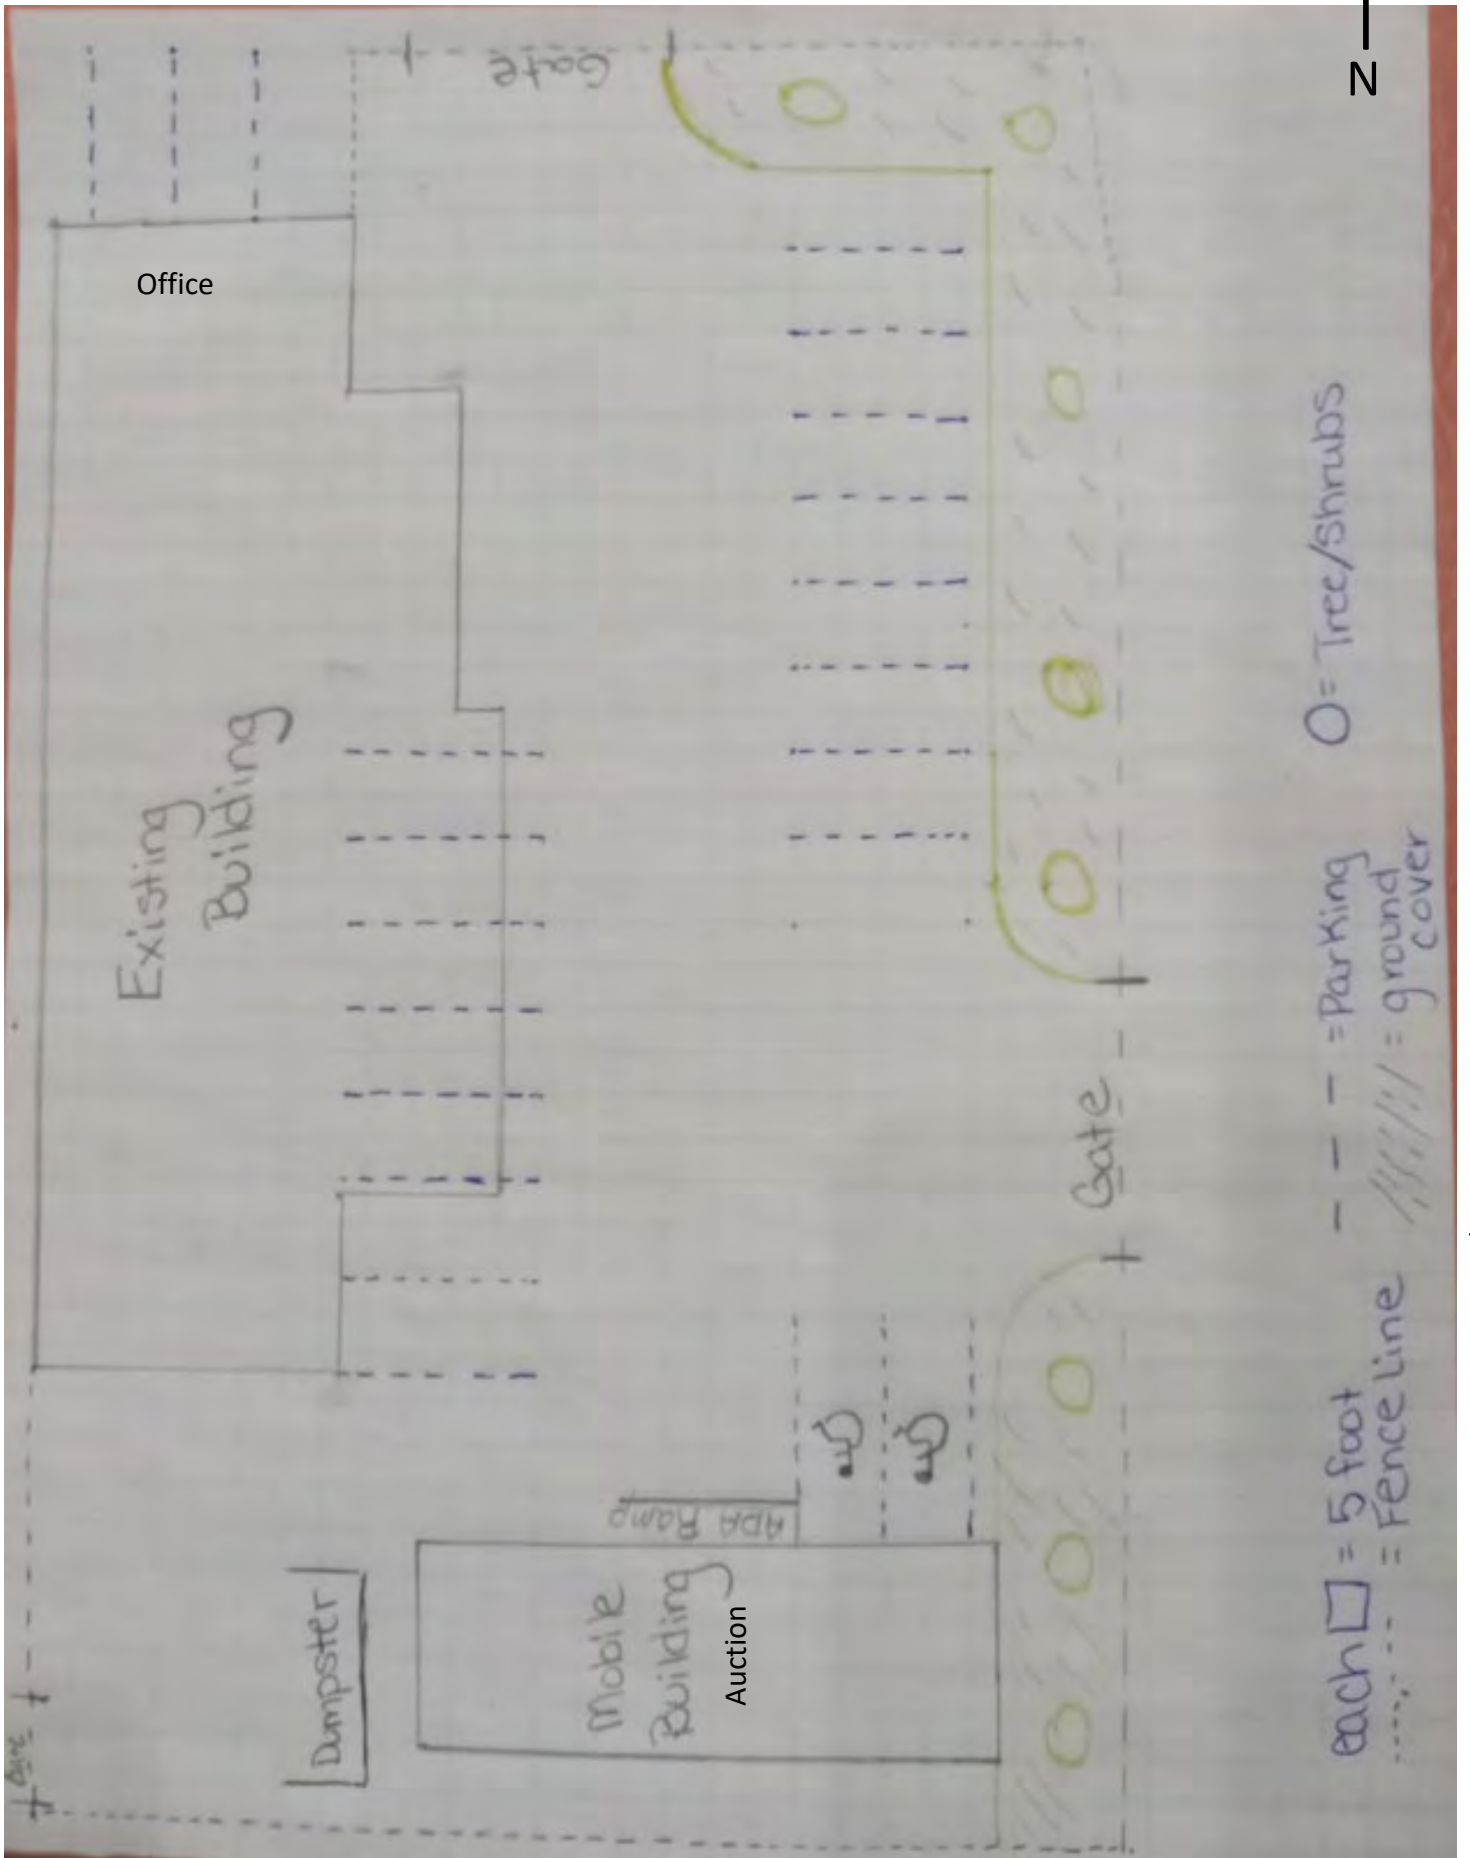 N
Gate
Office
Existing
Building
Gate
ADA Ramp
Dumpster
Mobile
Building
Auction
Gate
each □ = 5 foot
= Fence Line
--- = Parking
= ground
cover
O = Tree/shrubs